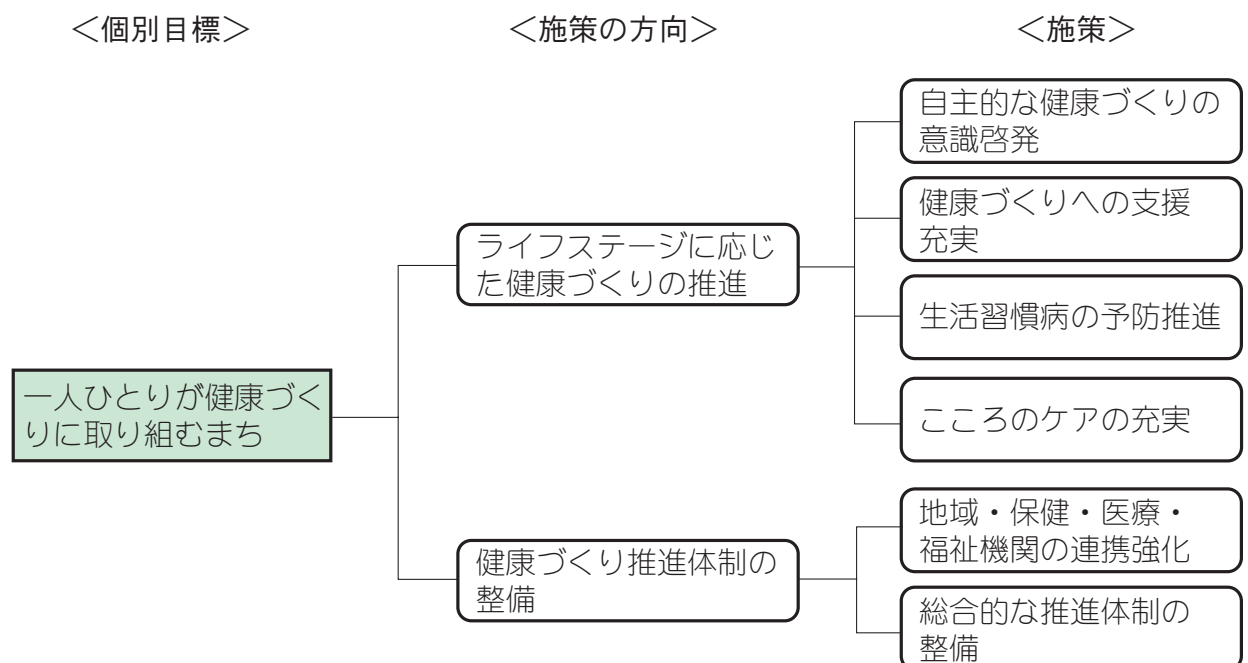 ＜個別目標＞
＜施策の方向＞
＜施策＞
一人ひとりが健康づく
りに取り組むまち
ライフステージに応じ
た健康づくりの推進
自主的な健康づくりの
意識啓発
健康づくりへの支援
充実
生活習慣病の予防推進
こころのケアの充実
健康づくり推進体制の
整備
地域・保健・医療・
福祉機関の連携強化
総合的な推進体制の
整備